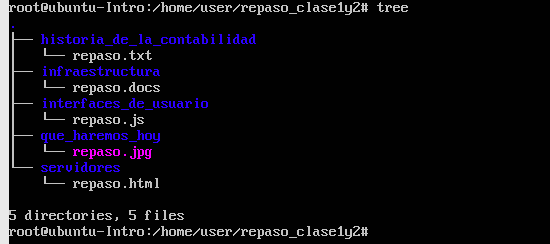 root@ubuntu-Intro:/home/user/repaso_clase1y2# tree
.
├── historia_de_la_contabilidad
│   └── repaso.txt
├── infraestructura
│   └── repaso.docs
├── interfaces_de_usuario
│   └── repaso.js
├── que_haremos_hoy
│   └── repaso.jpg
└── servidores
    └── repaso.html
5 directories, 5 files
root@ubuntu-Intro:/home/user/repaso_clase1y2#